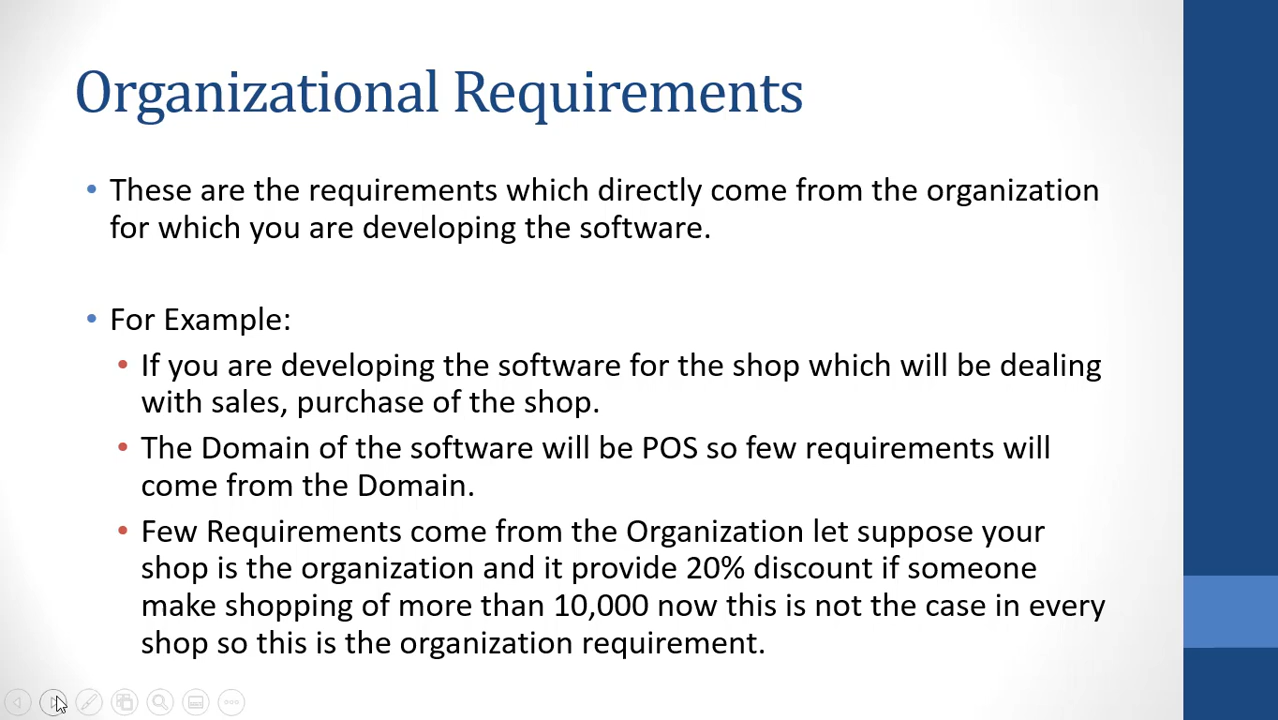 Organizational Requirements
• These are the requirements which directly come from the organization
for which you are developing the software.
• For Example:
• If you are developing the software for the shop which will be dealing
with sales, purchase of the shop.
• The Domain of the software will be POS so few requirements will
come from the Domain.
• Few Requirements come from the Organization let suppose your
shop is the organization and it provide 20% discount if someone
make shopping of more than 10,000 now this is not the case in every
shop so this is the organization requirement.